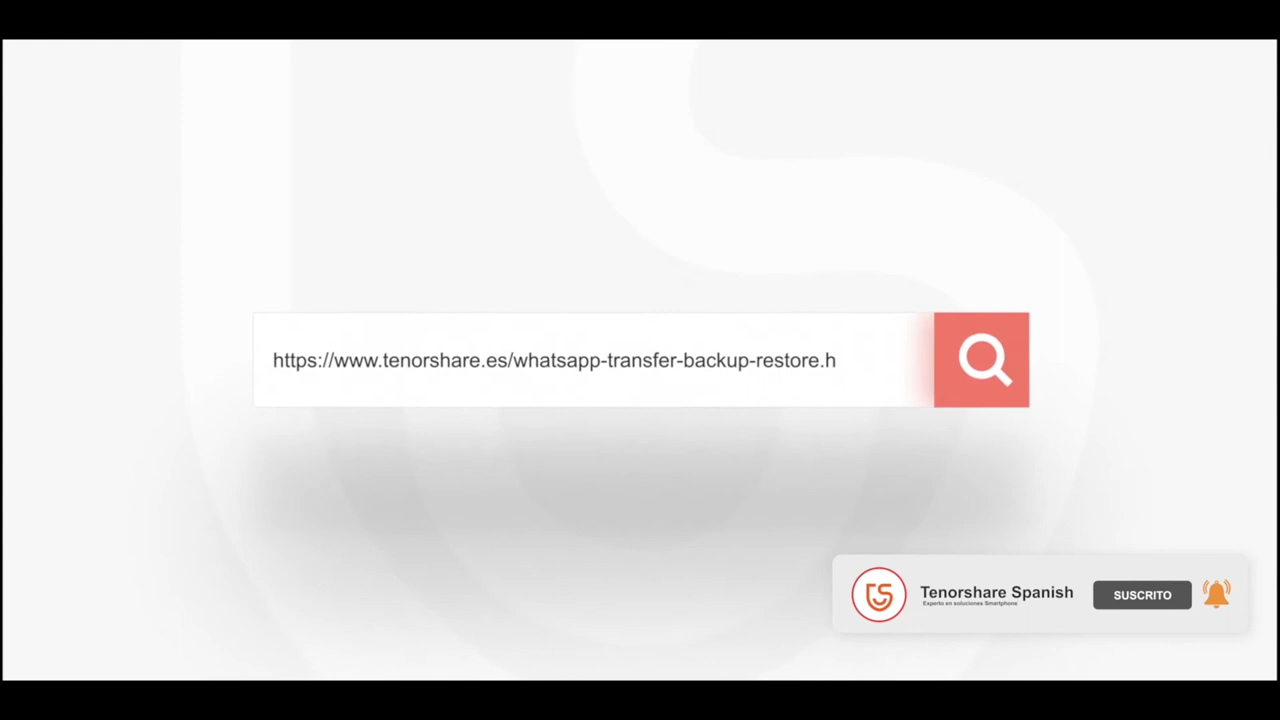 https://www.tenorshare.es/whatsapp-transfer-backup-restore.h
Tenorshare Spanish
Experto en soluciones Smartphone
SUSCRITO